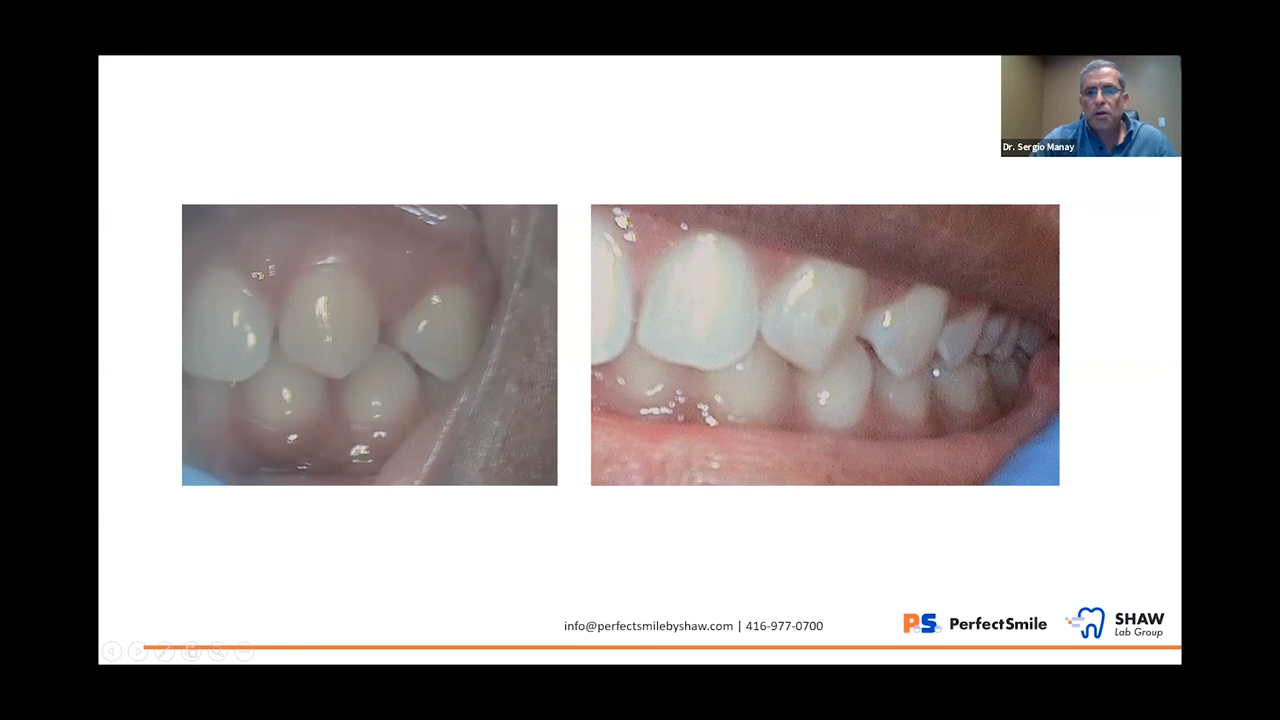 Dr. Sergio Manay
info@perfectsmilebyshaw.com | 416-977-0700
PS PerfectSmile
SHAW
Lab Group